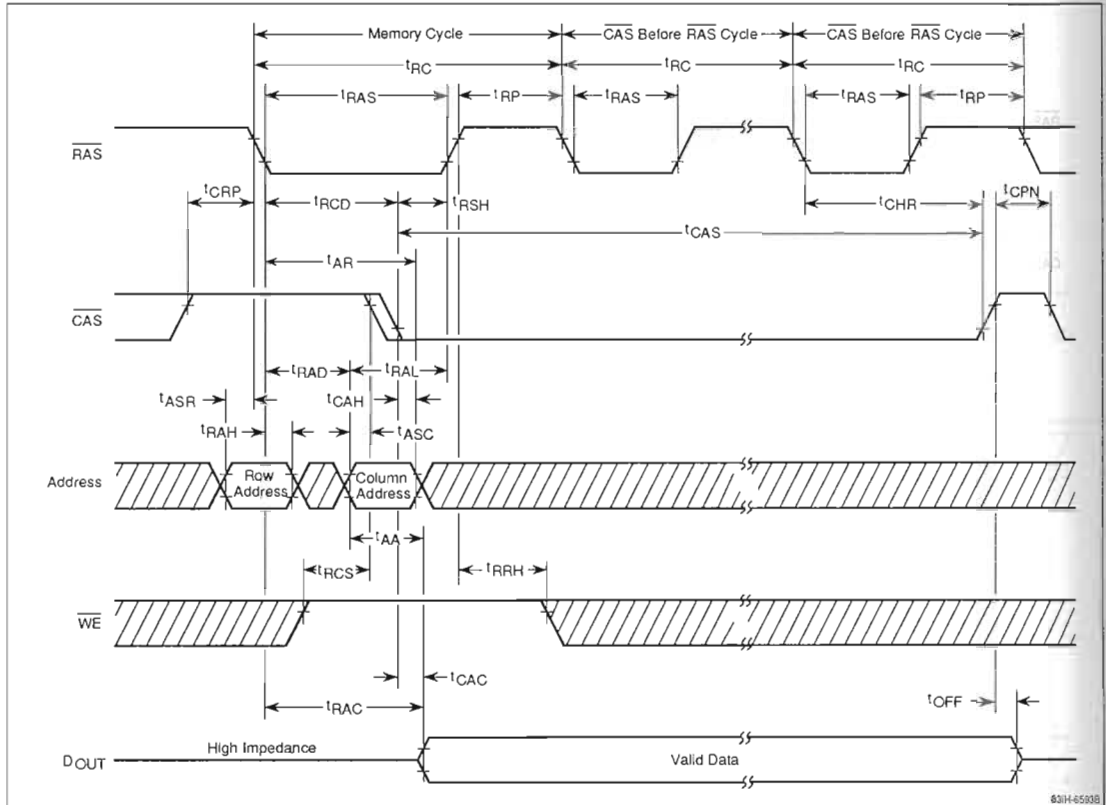 Memory Cycle
CAS Before RAS Cycle
CAS Before RAS Cycle
tRC
tRC
tRC
tRAS
tRP
tRAS
tRAS
tRP
RAS
tCRP
tRCD
tRSH
tCHR
tCPN
tCAS
tAR
CAS
tRAD
tRAL
tASR
tCAH
tRAH
tASC
Address
Row
Address
Column
Address
tAA
tRCS
tRRH
WE
tCAC
tRAC
tOFF
High Impedance
DOUT
Valid Data